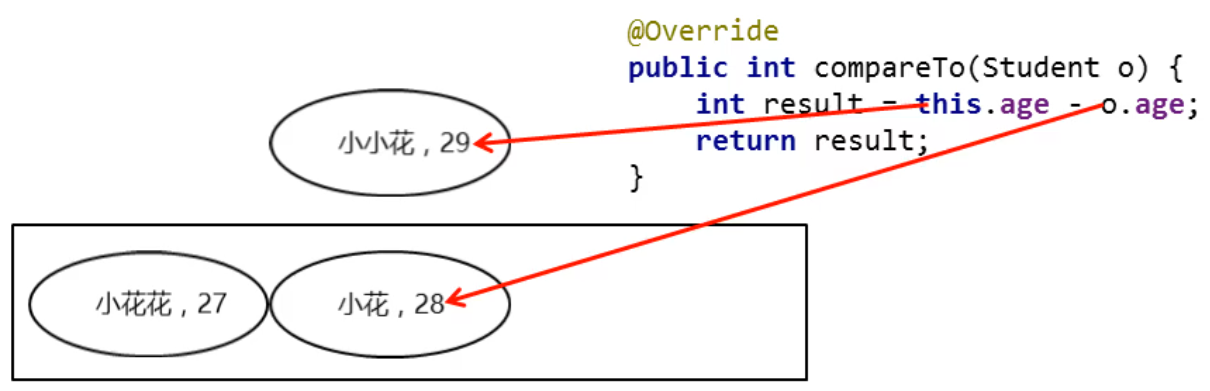 @Override
public int compareTo(Student o) {
    int result = this.age - o.age;
    return result;
}
小小花，29
小花花，27
小花，28